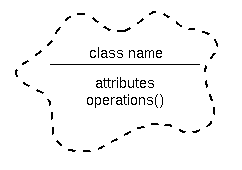 class name
attributes
operations()